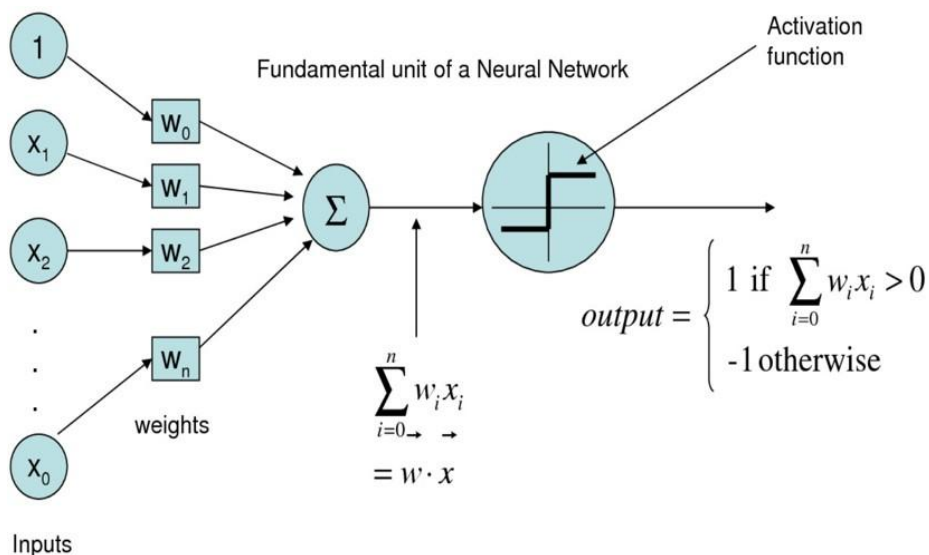 Activation
function
Fundamental unit of a Neural Network
1
x₁
x₂
.
.
.
x₀
Inputs
w₀
w₁
w₂
wₙ
weights
Σ
n
∑ wᵢxᵢ
i=0
= w⃗ · x⃗
output = { 1 if ∑ⁿᵢ₌₀ wᵢxᵢ > 0
-1 otherwise